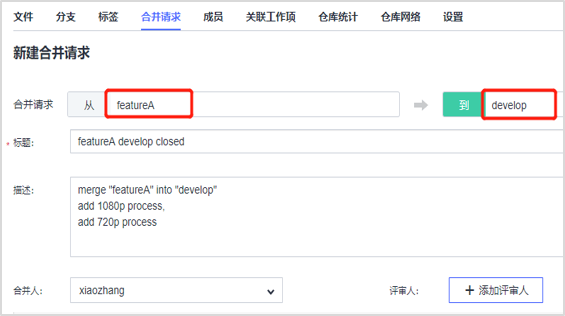 文件 分支 标签 合并请求 成员 关联工作项 仓库统计 仓库网络 设置
新建合并请求
合并请求 从 featureA 到 develop
* 标题: featureA develop closed
描述: merge "featureA" into "develop"
add 1080p process,
add 720p process
合并人: xiaozhang 评审人: + 添加评审人